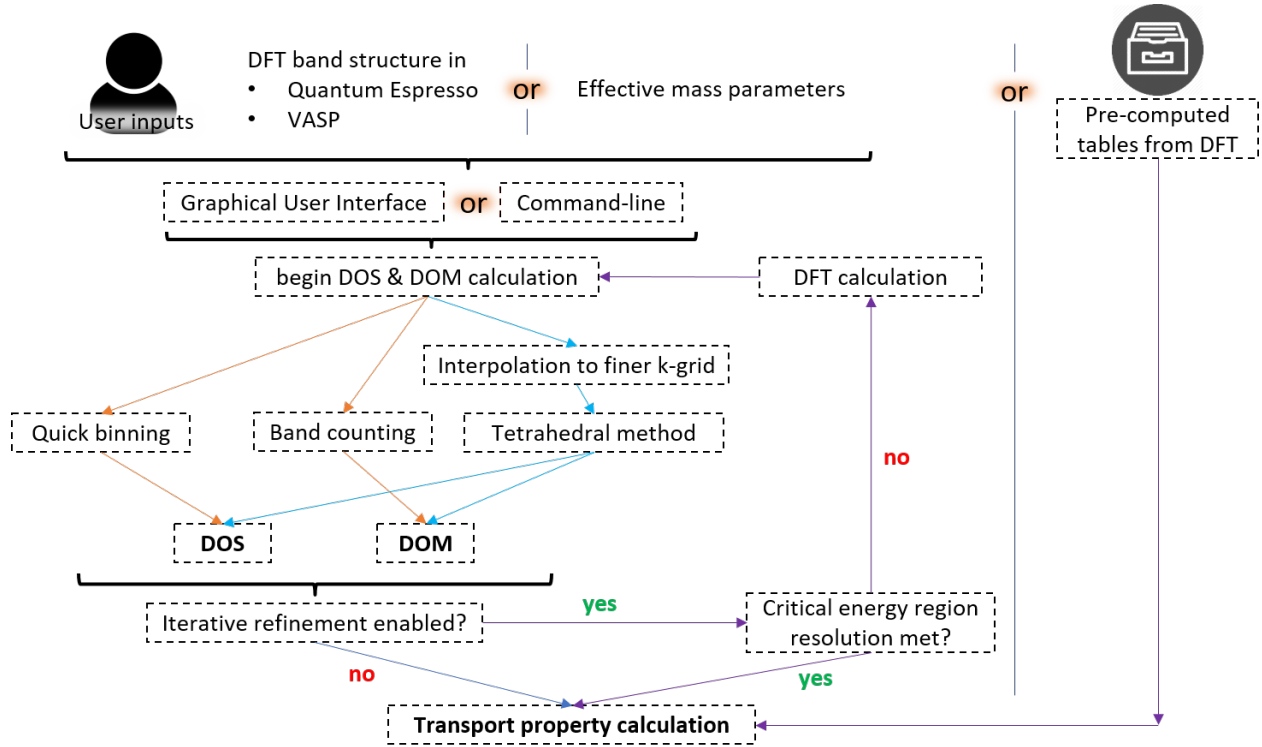 User inputs
DFT band structure in
• Quantum Espresso
• VASP
or
Effective mass parameters
or
Pre-computed
tables from DFT
Graphical User Interface
or
Command-line
begin DOS & DOM calculation
DFT calculation
Interpolation to finer k-grid
Quick binning
Band counting
Tetrahedral method
no
DOS
DOM
Iterative refinement enabled?
yes
Critical energy region
resolution met?
no
yes
Transport property calculation